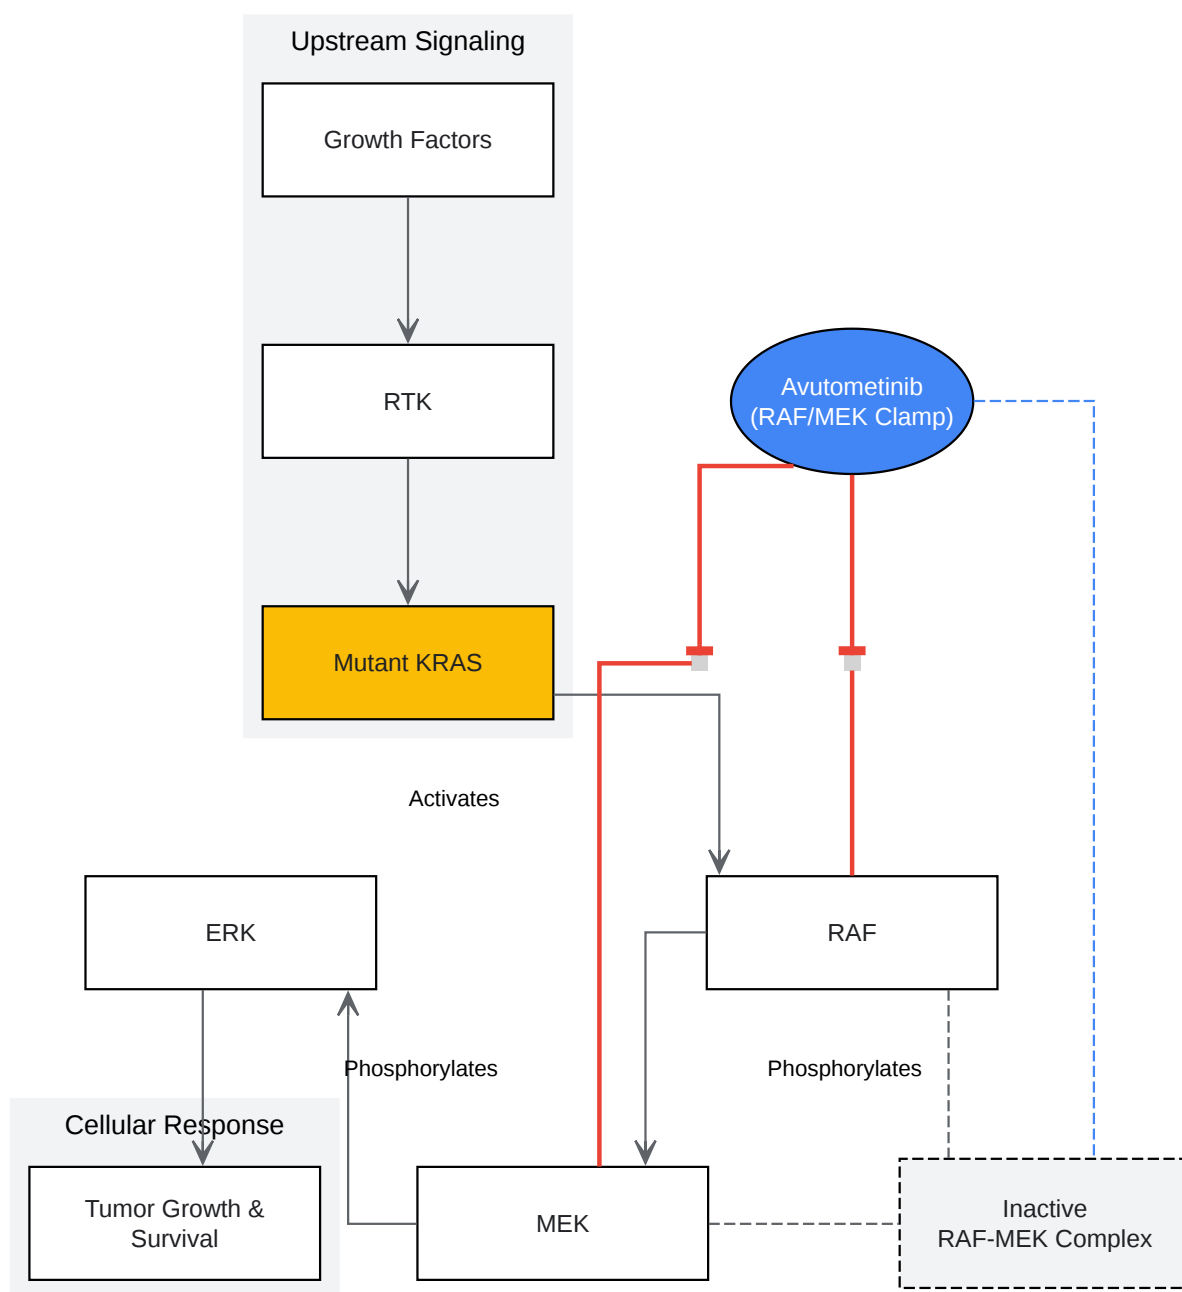 Upstream Signaling
Growth Factors
RTK
Avutometinib
(RAF/MEK Clamp)
Mutant KRAS
Activates
ERK
RAF
Phosphorylates
Phosphorylates
Cellular Response
Tumor Growth &
Survival
MEK
Inactive
RAF-MEK Complex